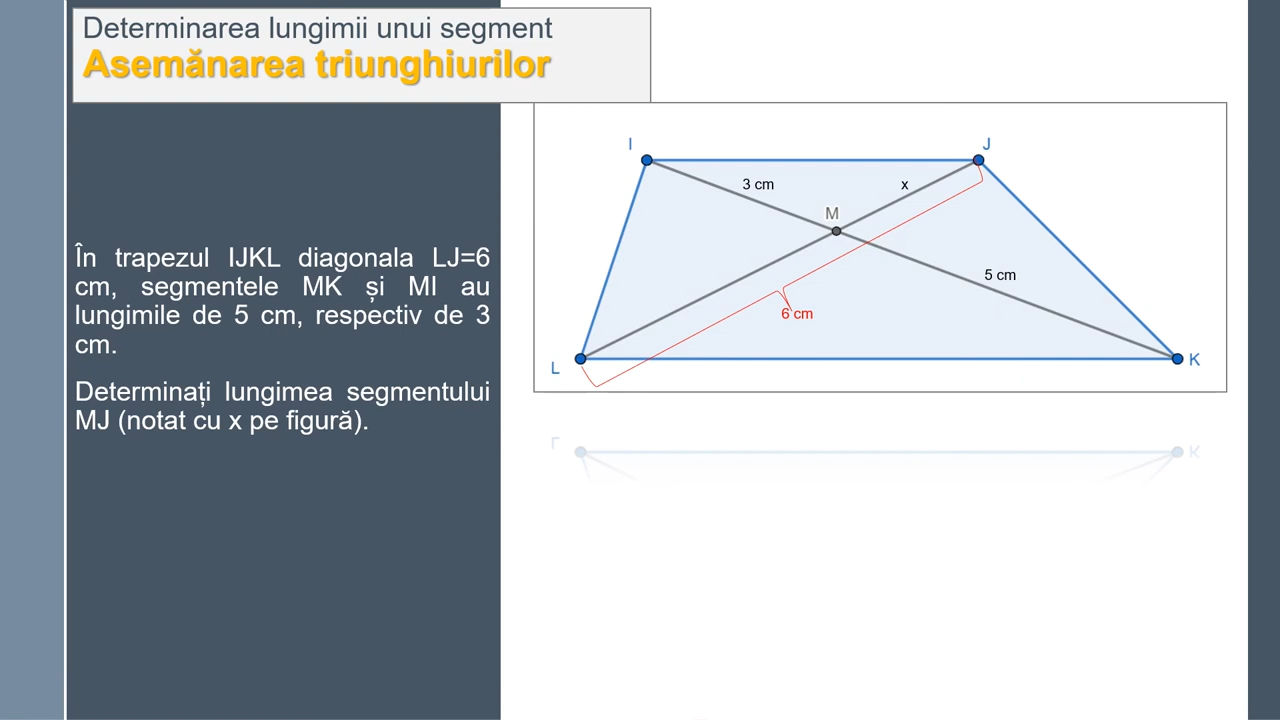 Determinarea lungimii unui segment
Asemănarea triunghiurilor
În trapezul IJKL diagonala LJ=6
cm, segmentele MK și MI au
lungimile de 5 cm, respectiv de 3
cm.
Determinați lungimea segmentului
MJ (notat cu x pe figură).
I
J
3 cm
x
M
5 cm
6 cm
L
K